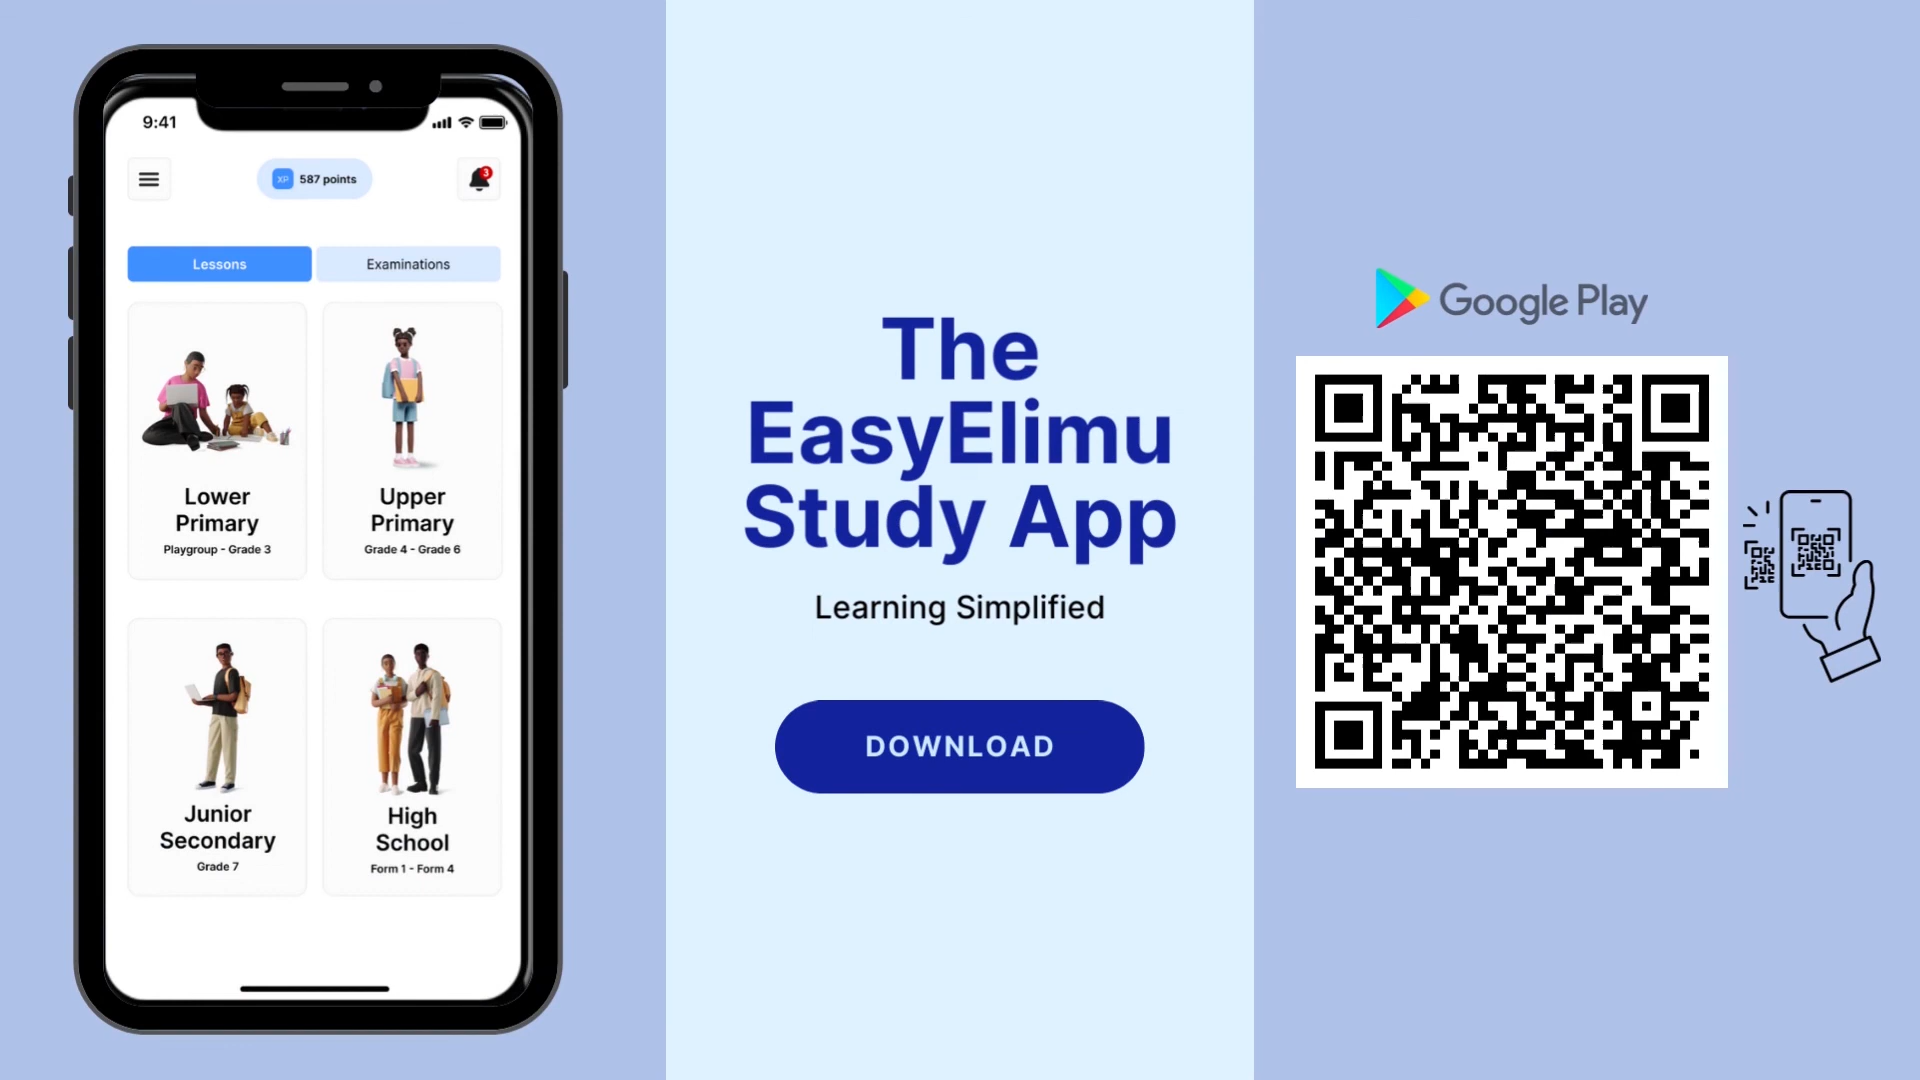 9:41
XP 587 points
3
Lessons
Examinations
Lower
Primary
Playgroup - Grade 3
Upper
Primary
Grade 4 - Grade 6
Junior
Secondary
Grade 7
High
School
Form 1 - Form 4
The
EasyElimu
Study App
Learning Simplified
DOWNLOAD
Google Play